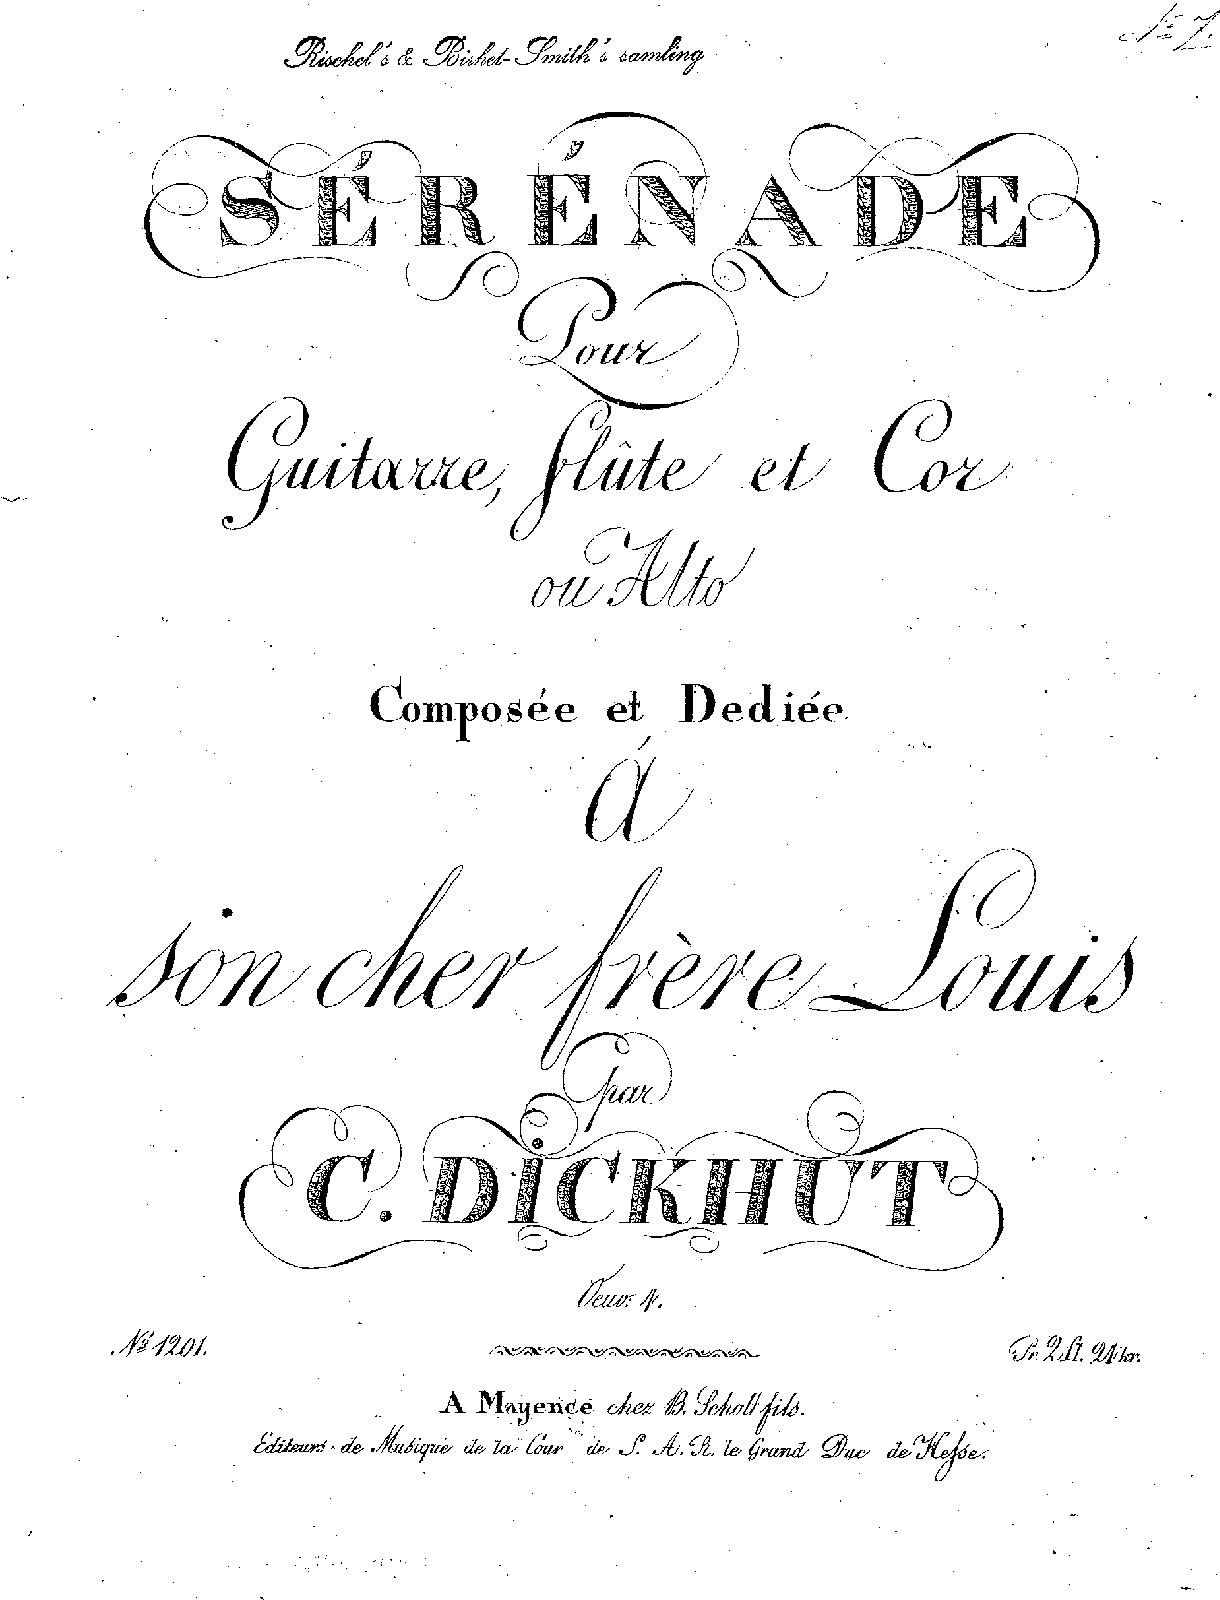 No 7.
Rischel's & Birket-Smith's samling
SÉRÉNADE
Pour
Guitarre, flûte et Cor
ou Alto
Composée et Dediée
Á
son cher frère Louis
par
C. DICKHUT
Oeuv: 4.
No 1201.
Pr. 2 fl. 24 kr.
A Mayence chez B. Schott fils.
Editeurs de Musique de la Cour de S. A. R. le Grand Duc de Hesse.